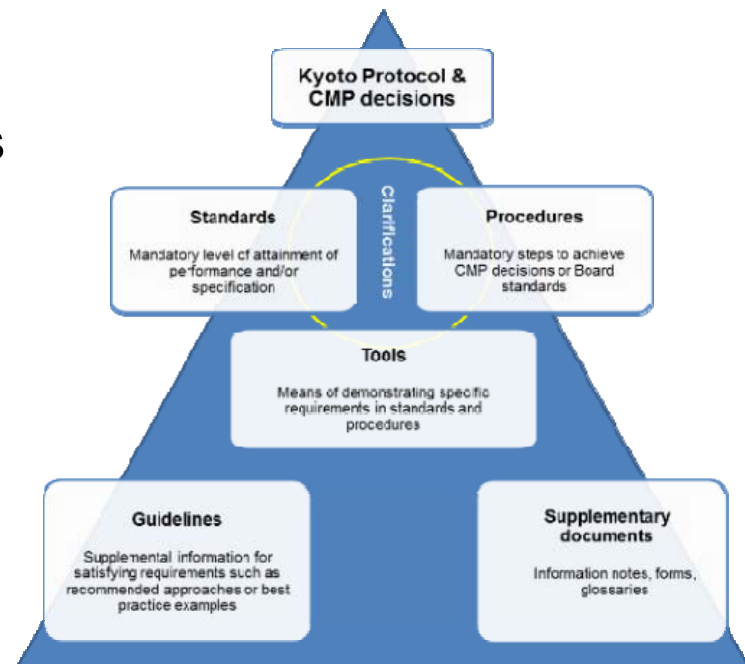 Kyoto Protocol &
CMP decisions
s
Clarifications
Standards
Mandatory level of attainment of
performance and/or
specification
Procedures
Mandatory steps to achieve
CMP decisions or Board
standards
Tools
Means of demonstrating specific
requirements in standards and
procedures
Guidelines
Supplemental information for
satisfying requirements such as
recommended approaches or best
practice examples
Supplementary
documents
Information notes, forms,
glossaries